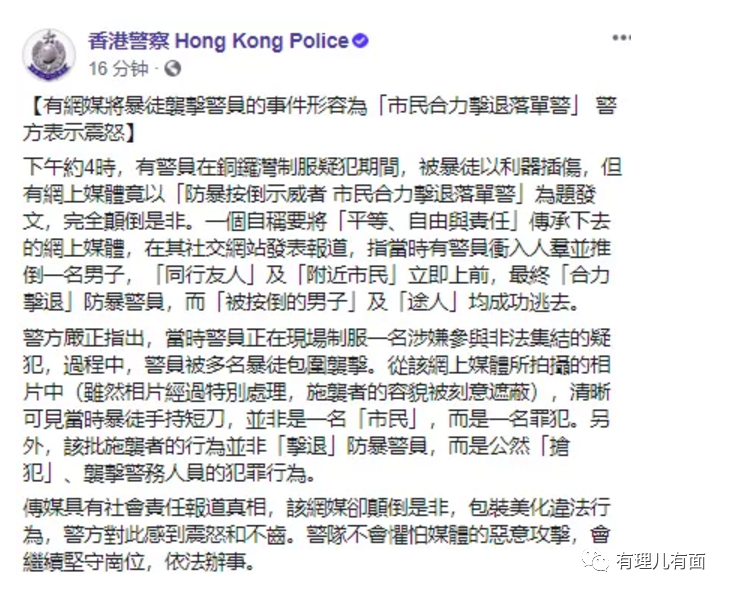 香港警察 Hong Kong Police
16 分钟
【有網媒將暴徒襲擊警員的事件形容為「市民合力擊退落單警」 警
方表示震怒】
下午約4時，有警員在銅鑼灣制服疑犯期間，被暴徒以利器插傷，但
有網上媒體竟以「防暴按倒示威者 市民合力擊退落單警」為題發
文，完全顛倒是非。一個自稱要將「平等、自由與責任」傳承下去
的網上媒體，在其社交網站發表報道，指當時有警員衝入人羣並推
倒一名男子，「同行友人」及「附近市民」立即上前，最終「合力
擊退」防暴警員，而「被按倒的男子」及「途人」均成功逃去。
警方嚴正指出，當時警員正在現場制服一名涉嫌參與非法集結的疑
犯，過程中，警員被多名暴徒包圍襲擊。從該網上媒體所拍攝的相
片中（雖然相片經過特別處理，施襲者的容貌被刻意遮蔽），清晰
可見當時暴徒手持短刀，並非是一名「市民」，而是一名罪犯。另
外，該批施襲者的行為並非「擊退」防暴警員，而是公然「搶
犯」、襲擊警務人員的犯罪行為。
傳媒具有社會責任報道真相，該網媒卻顛倒是非，包裝美化違法行
為，警方對此感到震怒和不齒。警隊不會懼怕媒體的惡意攻擊，會
繼續堅守崗位，依法辦事。
有理儿有面